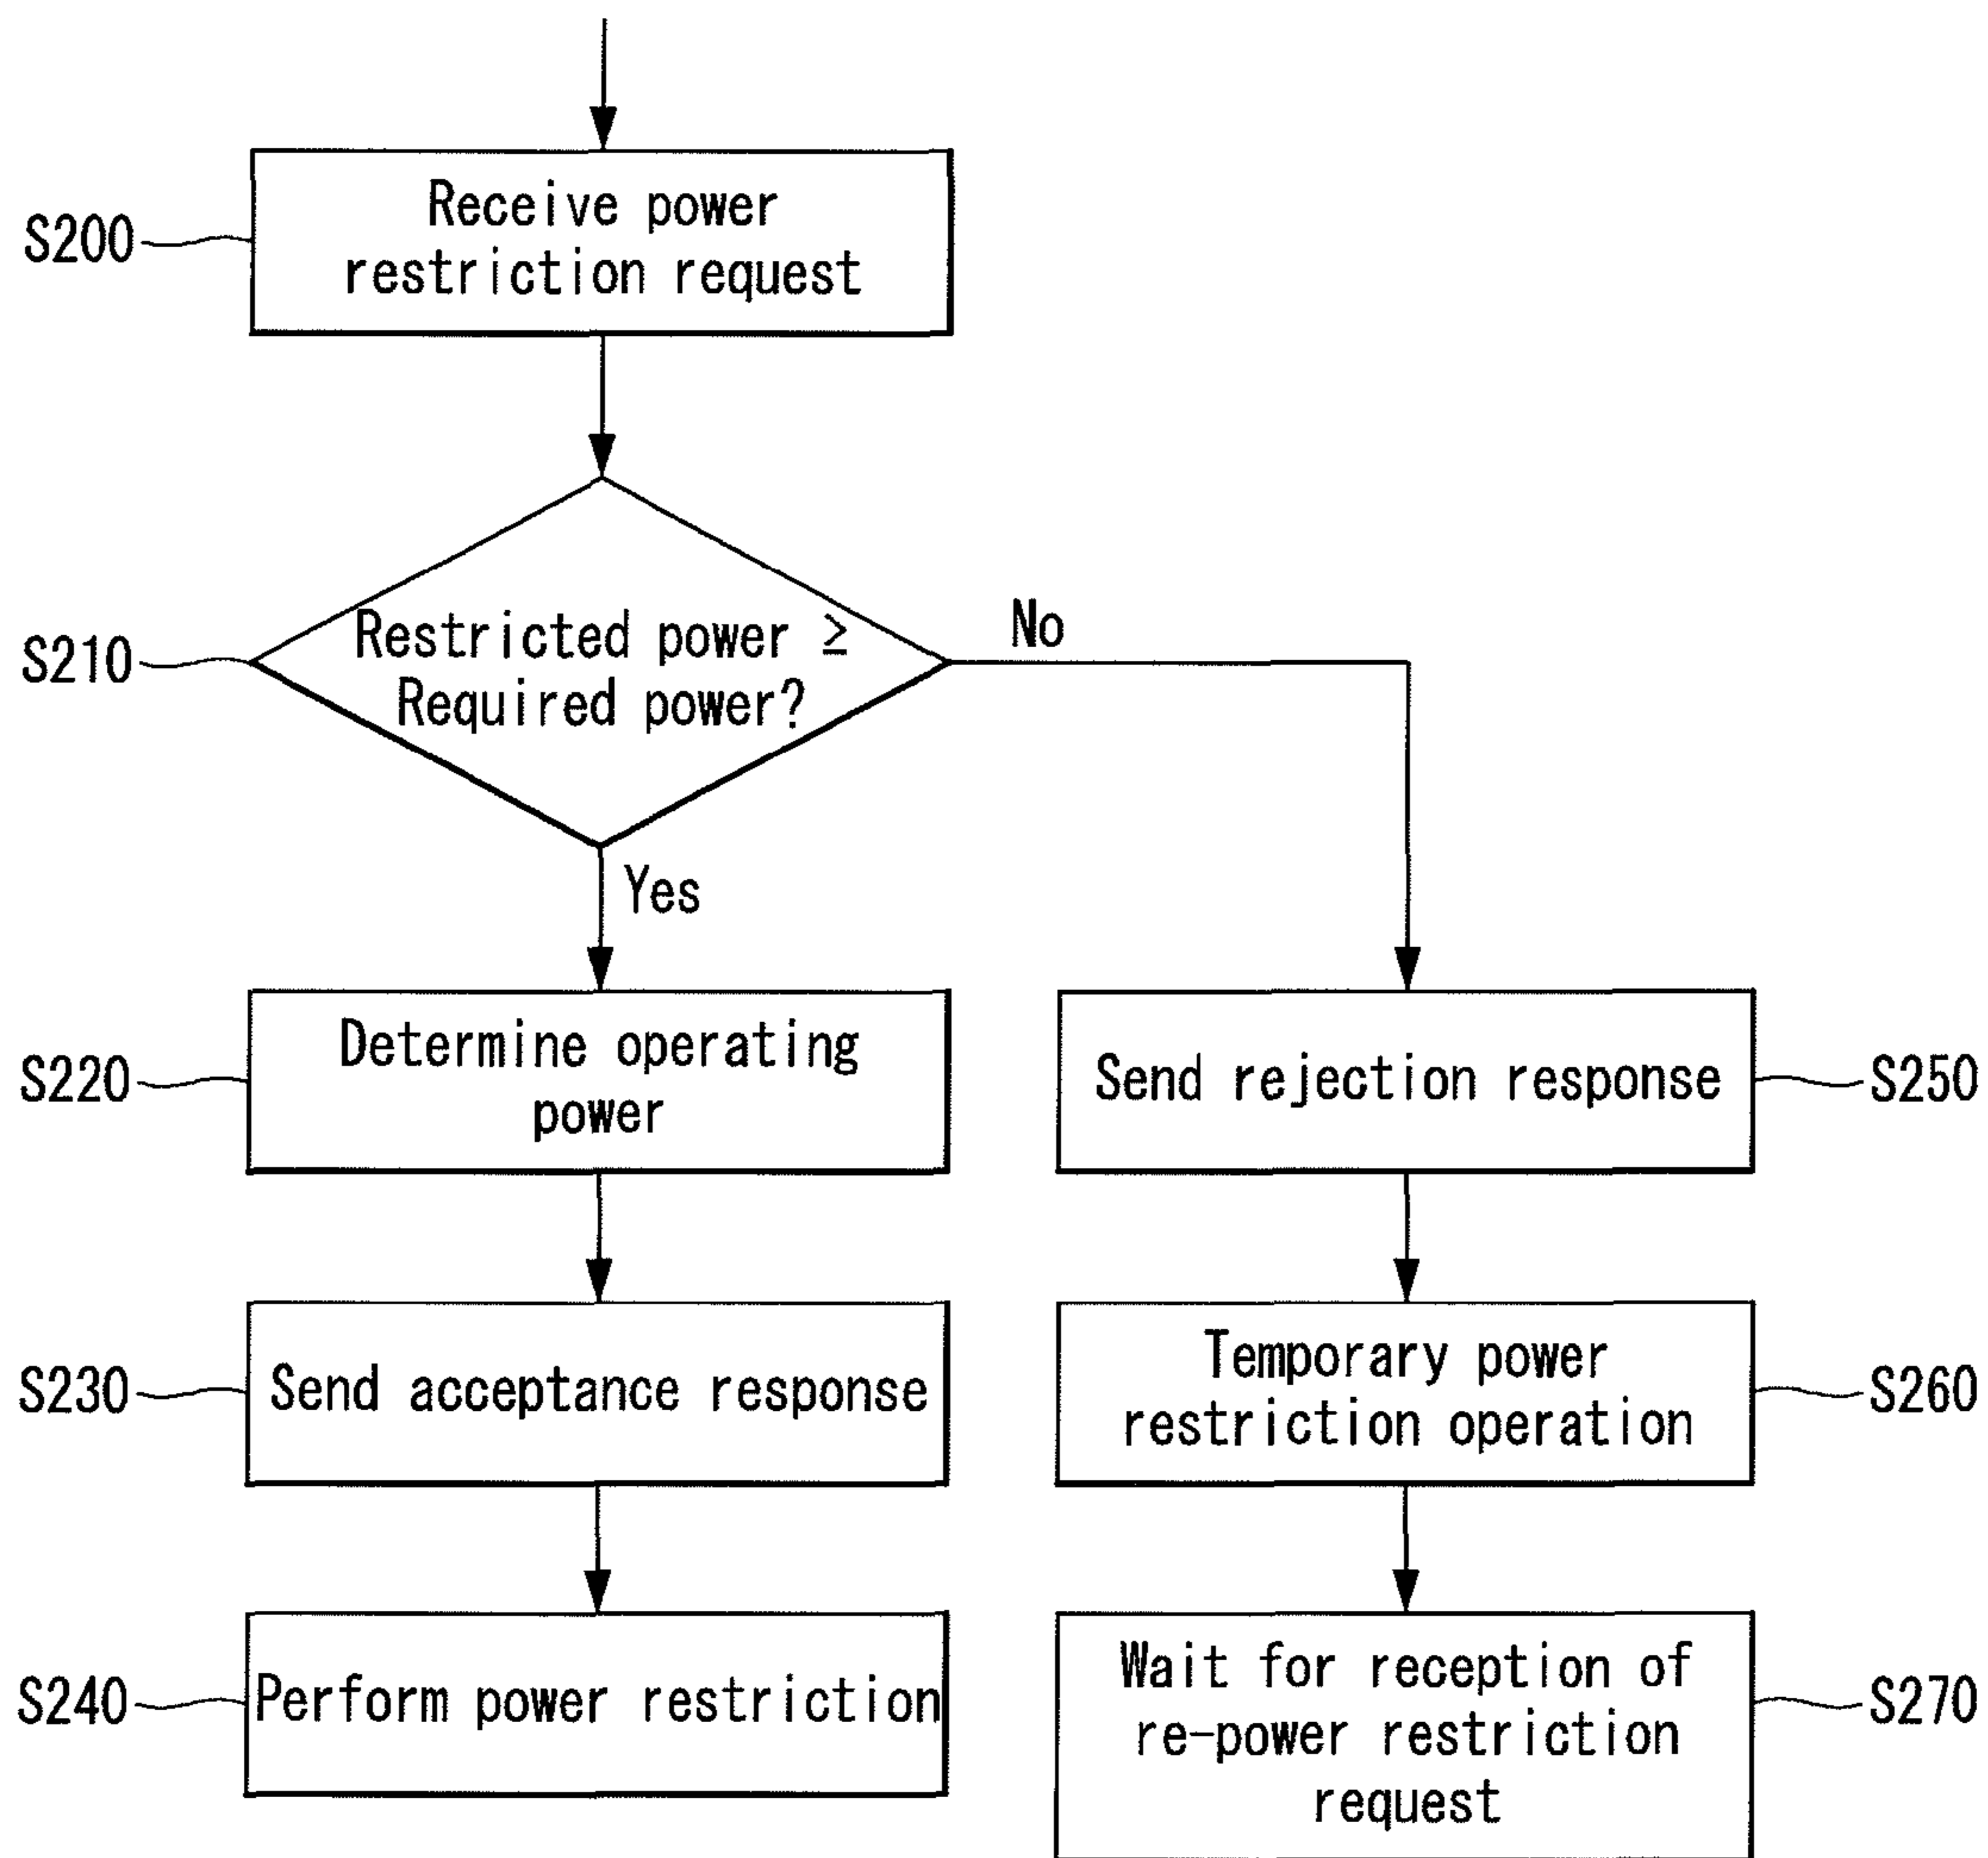 S200
Receive power
restriction request
S210
Restricted power ≥
Required power?
No
Yes
S220
Determine operating
power
Send rejection response
S250
S230
Send acceptance response
Temporary power
restriction operation
S260
S240
Perform power restriction
Wait for reception of
re-power restriction
request
S270